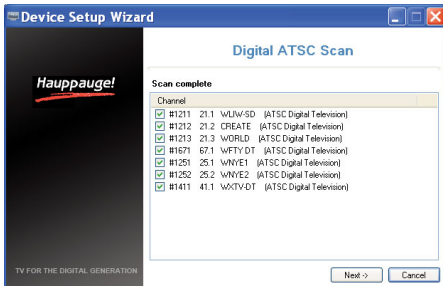 Device Setup Wizard
Digital ATSC Scan
Hauppauge!
Scan complete
Channel
#1211 21.1 WLIW-SD (ATSC Digital Television)
#1212 21.2 CREATE (ATSC Digital Television)
#1213 21.3 WORLD (ATSC Digital Television)
#1671 67.1 WFTY DT (ATSC Digital Television)
#1251 25.1 WNYE1 (ATSC Digital Television)
#1252 25.2 WNYE2 (ATSC Digital Television)
#1411 41.1 WXTV-DT (ATSC Digital Television)
TV FOR THE DIGITAL GENERATION
Next ->
Cancel